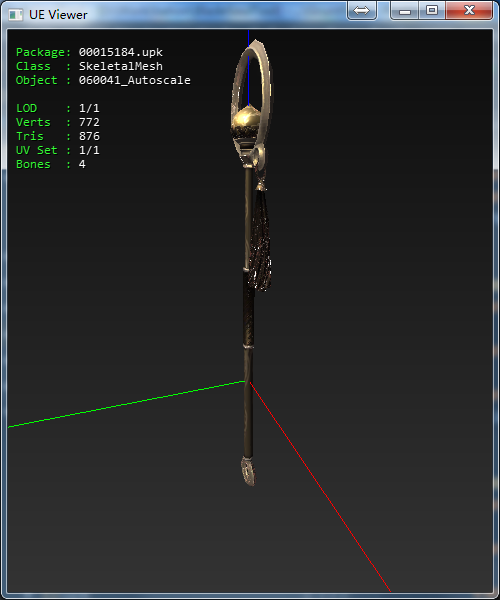 UE Viewer
Package: 00015184.upk
Class  : SkeletalMesh
Object : 060041_Autoscale
LOD    : 1/1
Verts  : 772
Tris   : 876
UV Set : 1/1
Bones  : 4